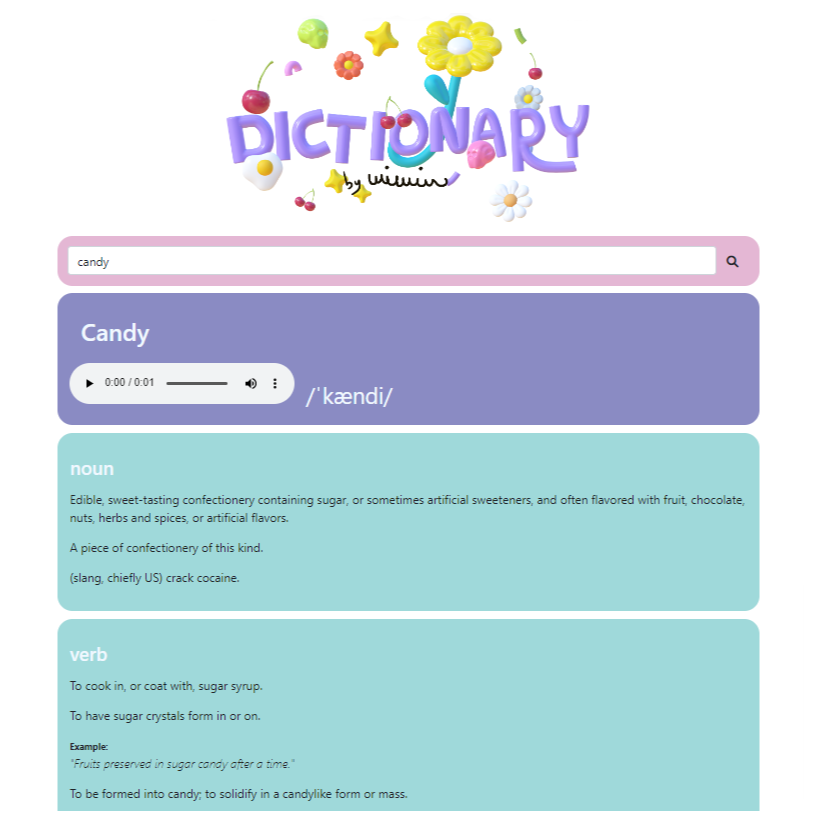 DICTIONARY
by
candy
Candy
0:00 / 0:01
/ˈkændi/
noun
Edible, sweet-tasting confectionery containing sugar, or sometimes artificial sweeteners, and often flavored with fruit, chocolate,
nuts, herbs and spices, or artificial flavors.
A piece of confectionery of this kind.
(slang, chiefly US) crack cocaine.
verb
To cook in, or coat with, sugar syrup.
To have sugar crystals form in or on.
Example:
"Fruits preserved in sugar candy after a time."
To be formed into candy; to solidify in a candylike form or mass.